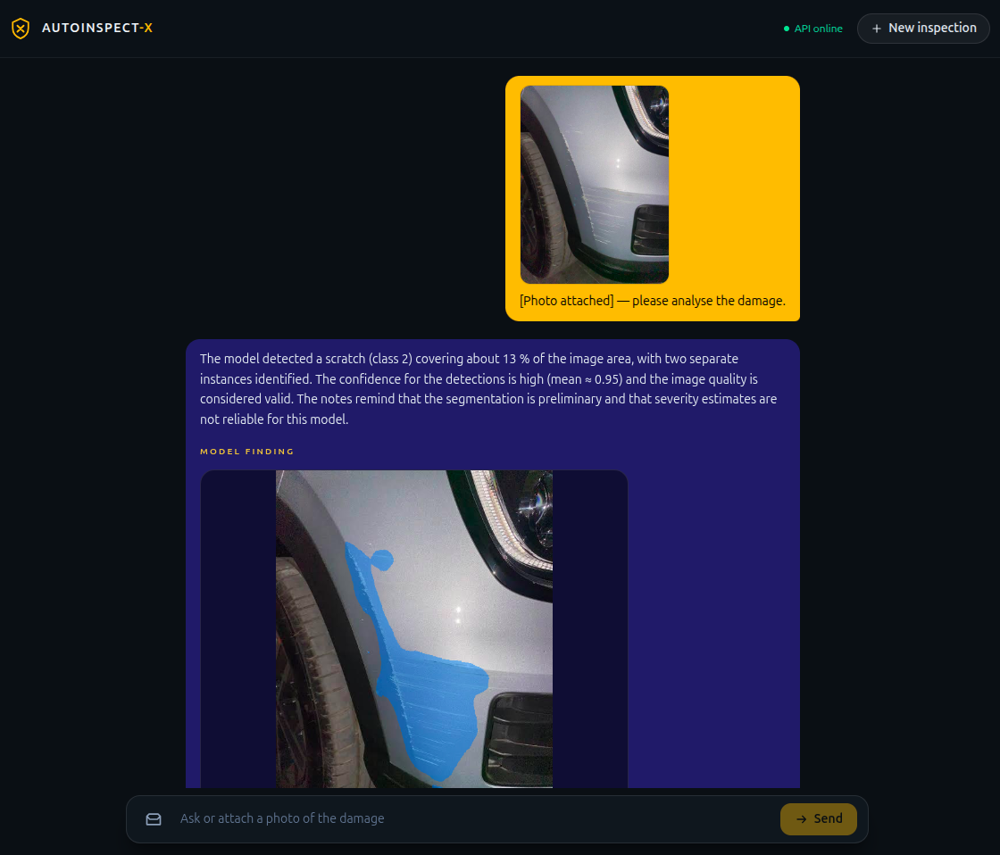 AUTOINSPECT-X
API online
New inspection
[Photo attached] — please analyse the damage.
The model detected a scratch (class 2) covering about 13 % of the image area, with two separate
instances identified. The confidence for the detections is high (mean ≈ 0.95) and the image quality is
considered valid. The notes remind that the segmentation is preliminary and that severity estimates are
not reliable for this model.
MODEL FINDING
Ask or attach a photo of the damage
Send